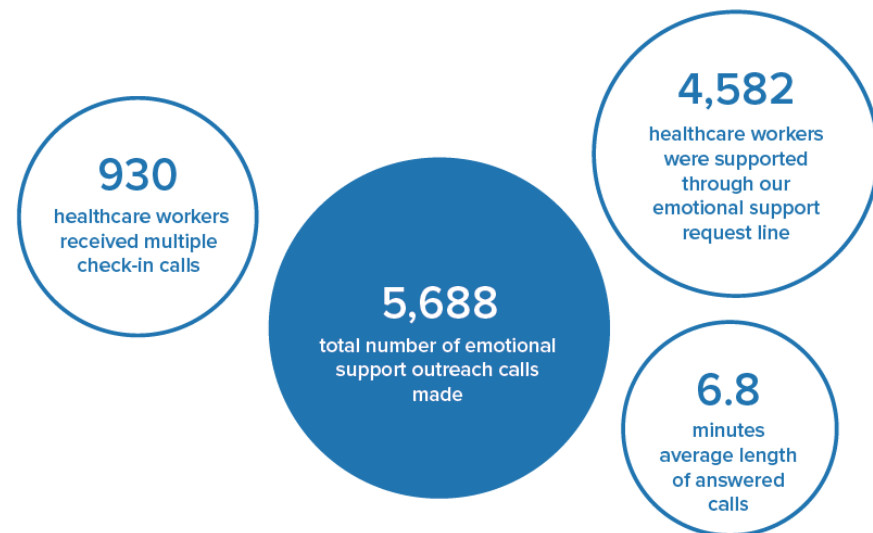 930
healthcare workers
received multiple
check-in calls
5,688
total number of emotional
support outreach calls
made
4,582
healthcare workers
were supported
through our
emotional support
request line
6.8
minutes
average length
of answered
calls